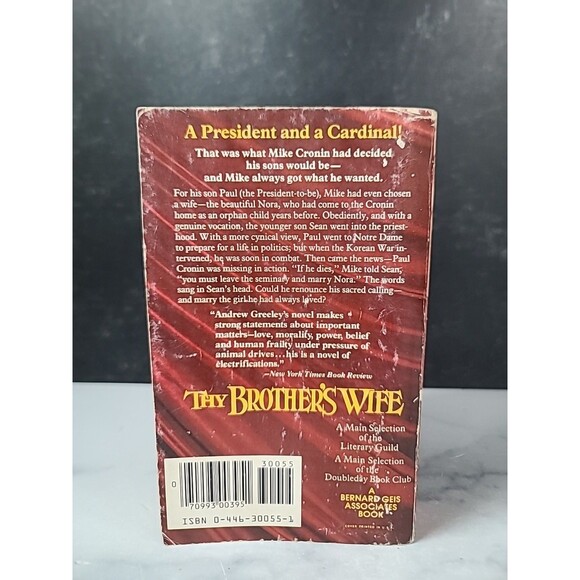 A President and a Cardinal!
That was what Mike Cronin had decided
his sons would be—
and Mike always got what he wanted.
For his son Paul (the President-to-be), Mike had even chosen
a wife—the beautiful Nora, who had come to the Cronin
home as an orphan child years before. Obediently, and with a
genuine vocation, the younger son Sean went into the priest-
hood. With a more cynical view, Paul went to Notre Dame
to prepare for a life in politics; but when the Korean War in-
tervened, he was soon in combat. Then came the news—Paul
Cronin was missing in action. "If he dies," Mike told Sean,
"you must leave the seminary and marry Nora." The words
sang in Sean's head. Could he renounce his sacred calling—
and marry the girl he had always loved?
"Andrew Greeley's novel makes
strong statements about important
matters—love, morality, power, belief
and human frailty under pressure of
animal drives...his is a novel of
electrifications."
—New York Times Book Review
THY BROTHER'S WIFE
A Main Selection
of the
Literary Guild
A Main Selection
of the
Doubleday Book Club
A
BERNARD GEIS
ASSOCIATES
BOOK
COVER PRINTED IN U.S.A.
30055
0
70993 00395
ISBN 0-446-30055-1